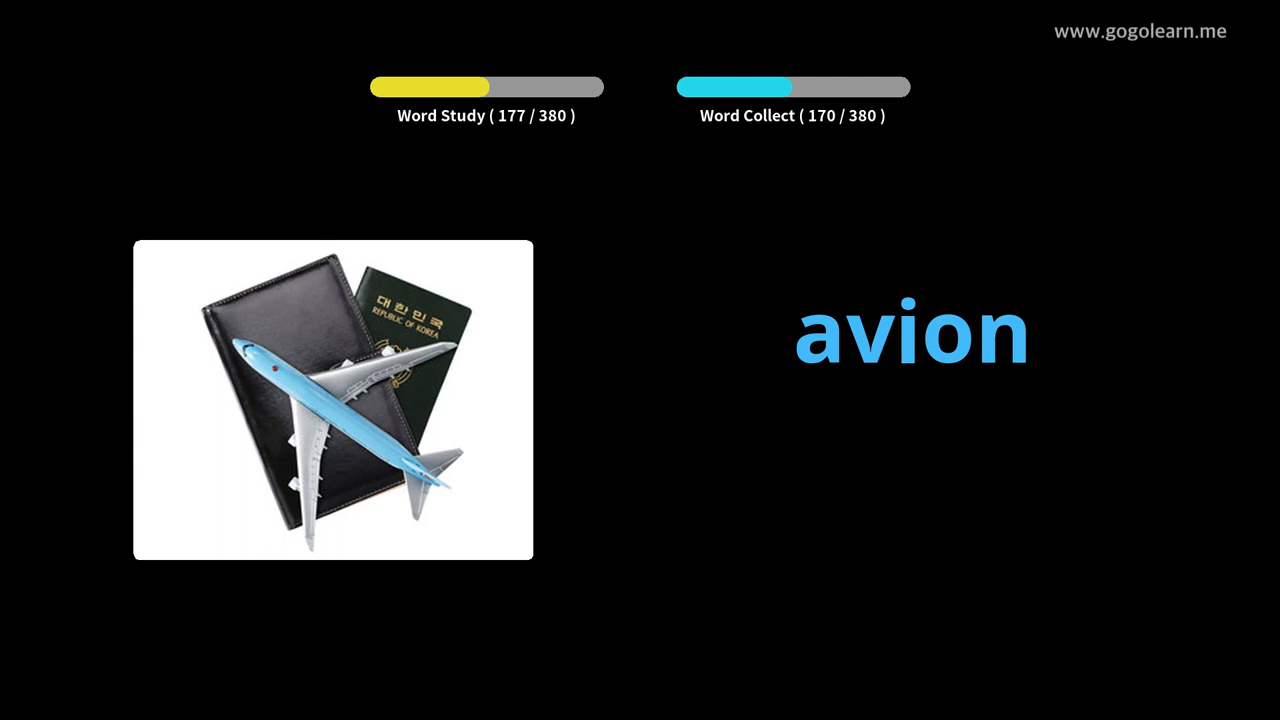 www.gogolearn.me
Word Study ( 177 / 380 )
Word Collect ( 170 / 380 )
대한민국
REPUBLIC OF KOREA
avion